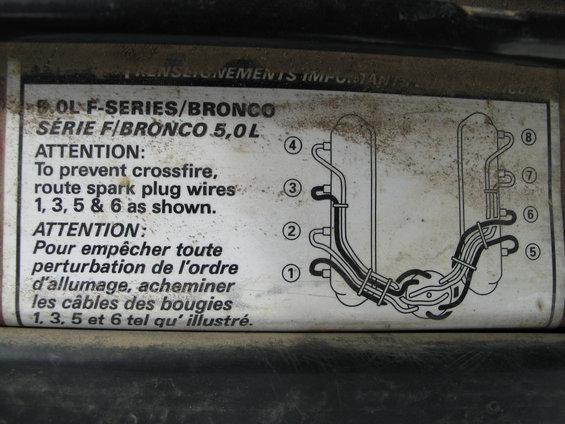 RENSEIGNEMENTS IMPORTANT
5.0L F-SERIES/BRONCO
SÉRIE F/BRONCO 5,0L
ATTENTION:
To prevent crossfire,
route spark plug wires
1, 3, 5 & 6 as shown.
ATTENTION:
Pour empêcher toute
perturbation de l'ordre
d'allumage, acheminer
les câbles des bougies
1, 3, 5 et 6 tel qu' illustré.
4
3
2
1
8
7
6
5